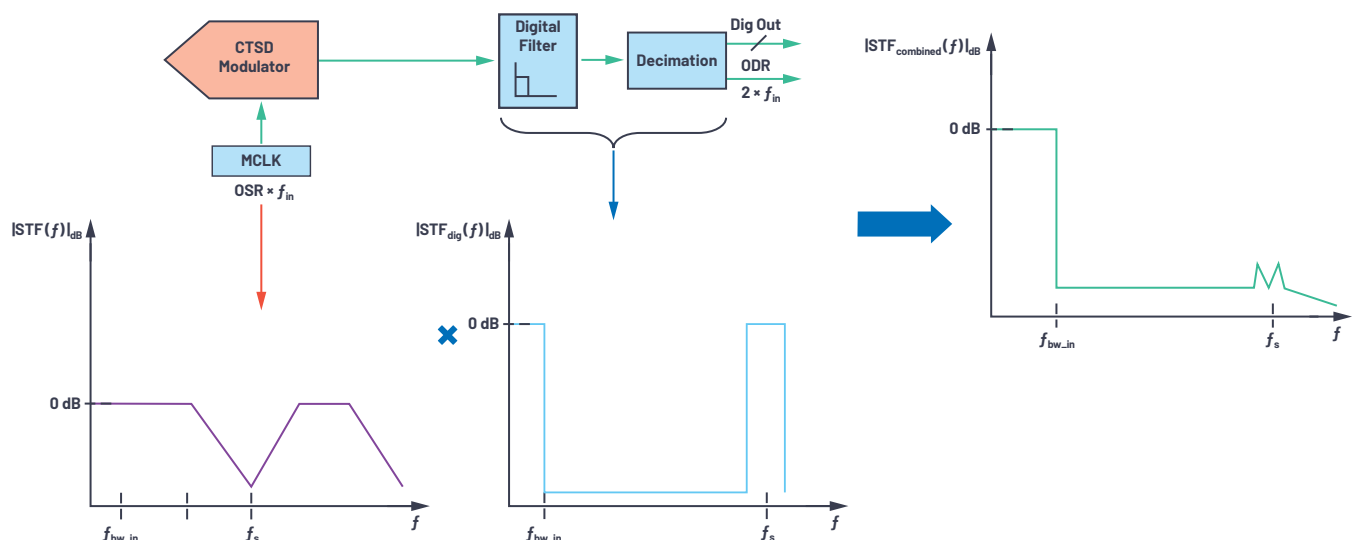 CTSD
Modulator
Digital
Filter
Decimation
Dig Out
ODR
2 × fin
MCLK
OSR × fin
|STF(f)|dB
0 dB
fbw_in
fs
f
|STFdig(f)|dB
0 dB
fbw_in
fs
f
|STFcombined(f)|dB
0 dB
fbw_in
fs
f